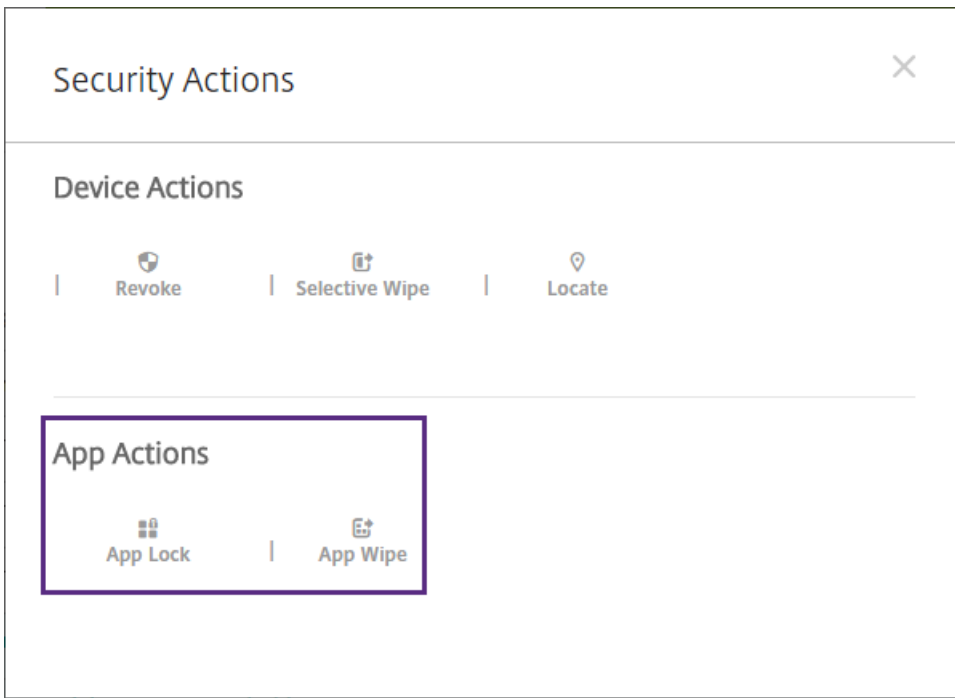 Security Actions
Device Actions
| Revoke | Selective Wipe | Locate
App Actions
App Lock | App Wipe